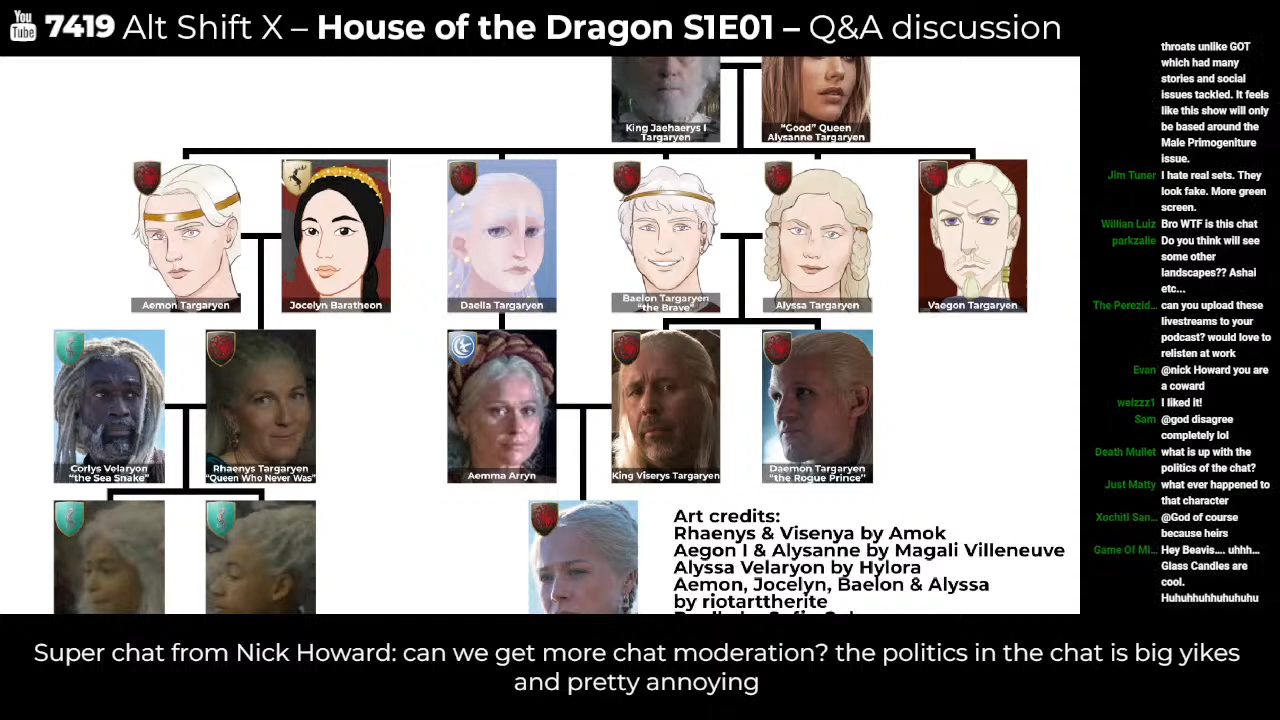 You Tube 7419 Alt Shift X – House of the Dragon S1E01 – Q&A discussion
King Jaehaerys I
Targaryen
"Good" Queen
Alysanne Targaryen
Aemon Targaryen
Jocelyn Baratheon
Daella Targaryen
Baelon Targaryen
"the Brave"
Alyssa Targaryen
Vaegon Targaryen
Corlys Velaryon
"the Sea Snake"
Rhaenys Targaryen
"Queen Who Never Was"
Aemma Arryn
King Viserys Targaryen
Daemon Targaryen
"the Rogue Prince"
Art credits:
Rhaenys & Visenya by Amok
Aegon I & Alysanne by Magali Villeneuve
Alyssa Velaryon by Hylora
Aemon, Jocelyn, Baelon & Alyssa
by riotarttherite
throats unlike GOT
which had many
stories and social
issues tackled. It feels
like this show will only
be based around the
Male Primogeniture
issue.
Jim Tuner I hate real sets. They
look fake. More green
screen.
Willian Luiz Bro WTF is this chat
parkzalle Do you think will see
some other
landscapes?? Ashai
etc...
The Perezid... can you upload these
livestreams to your
podcast? would love to
relisten at work
Evan @nick Howard you are
a coward
welzzz1 I liked it!
Sam @god disagree
completely lol
Death Mullet what is up with the
politics of the chat?
Just Matty what ever happened to
that character
Xochitl San... @God of course
because heirs
Game Of Mi... Hey Beavis.... uhhh...
Glass Candles are
cool.
Huhuhhuhhuhuhuhu
Super chat from Nick Howard: can we get more chat moderation? the politics in the chat is big yikes
and pretty annoying